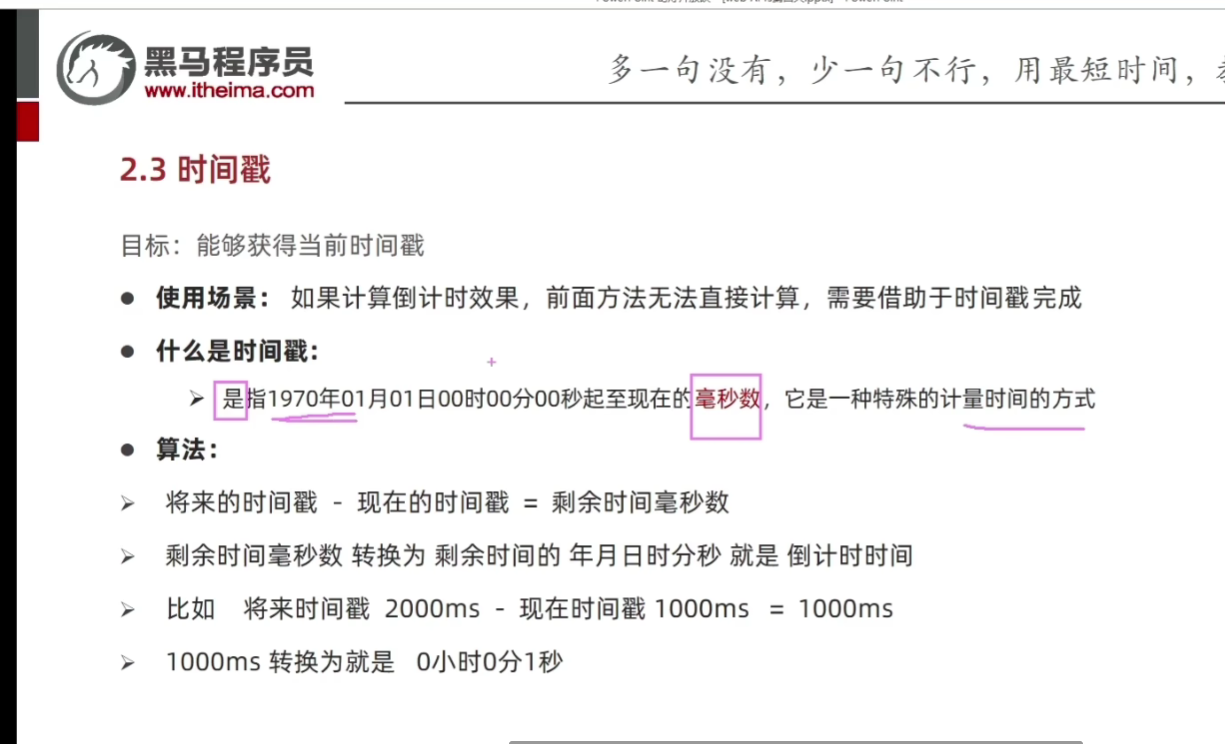 黑马程序员
www.itheima.com
多一句没有，少一句不行，用最短时间，
2.3 时间戳
目标：能够获得当前时间戳
● 使用场景： 如果计算倒计时效果，前面方法无法直接计算，需要借助于时间戳完成
● 什么是时间戳：
➢ 是指1970年01月01日00时00分00秒起至现在的毫秒数，它是一种特殊的计量时间的方式
● 算法：
➢ 将来的时间戳 - 现在的时间戳 = 剩余时间毫秒数
➢ 剩余时间毫秒数 转换为 剩余时间的 年月日时分秒 就是 倒计时时间
➢ 比如 将来时间戳 2000ms - 现在时间戳 1000ms = 1000ms
➢ 1000ms 转换为就是 0小时0分1秒